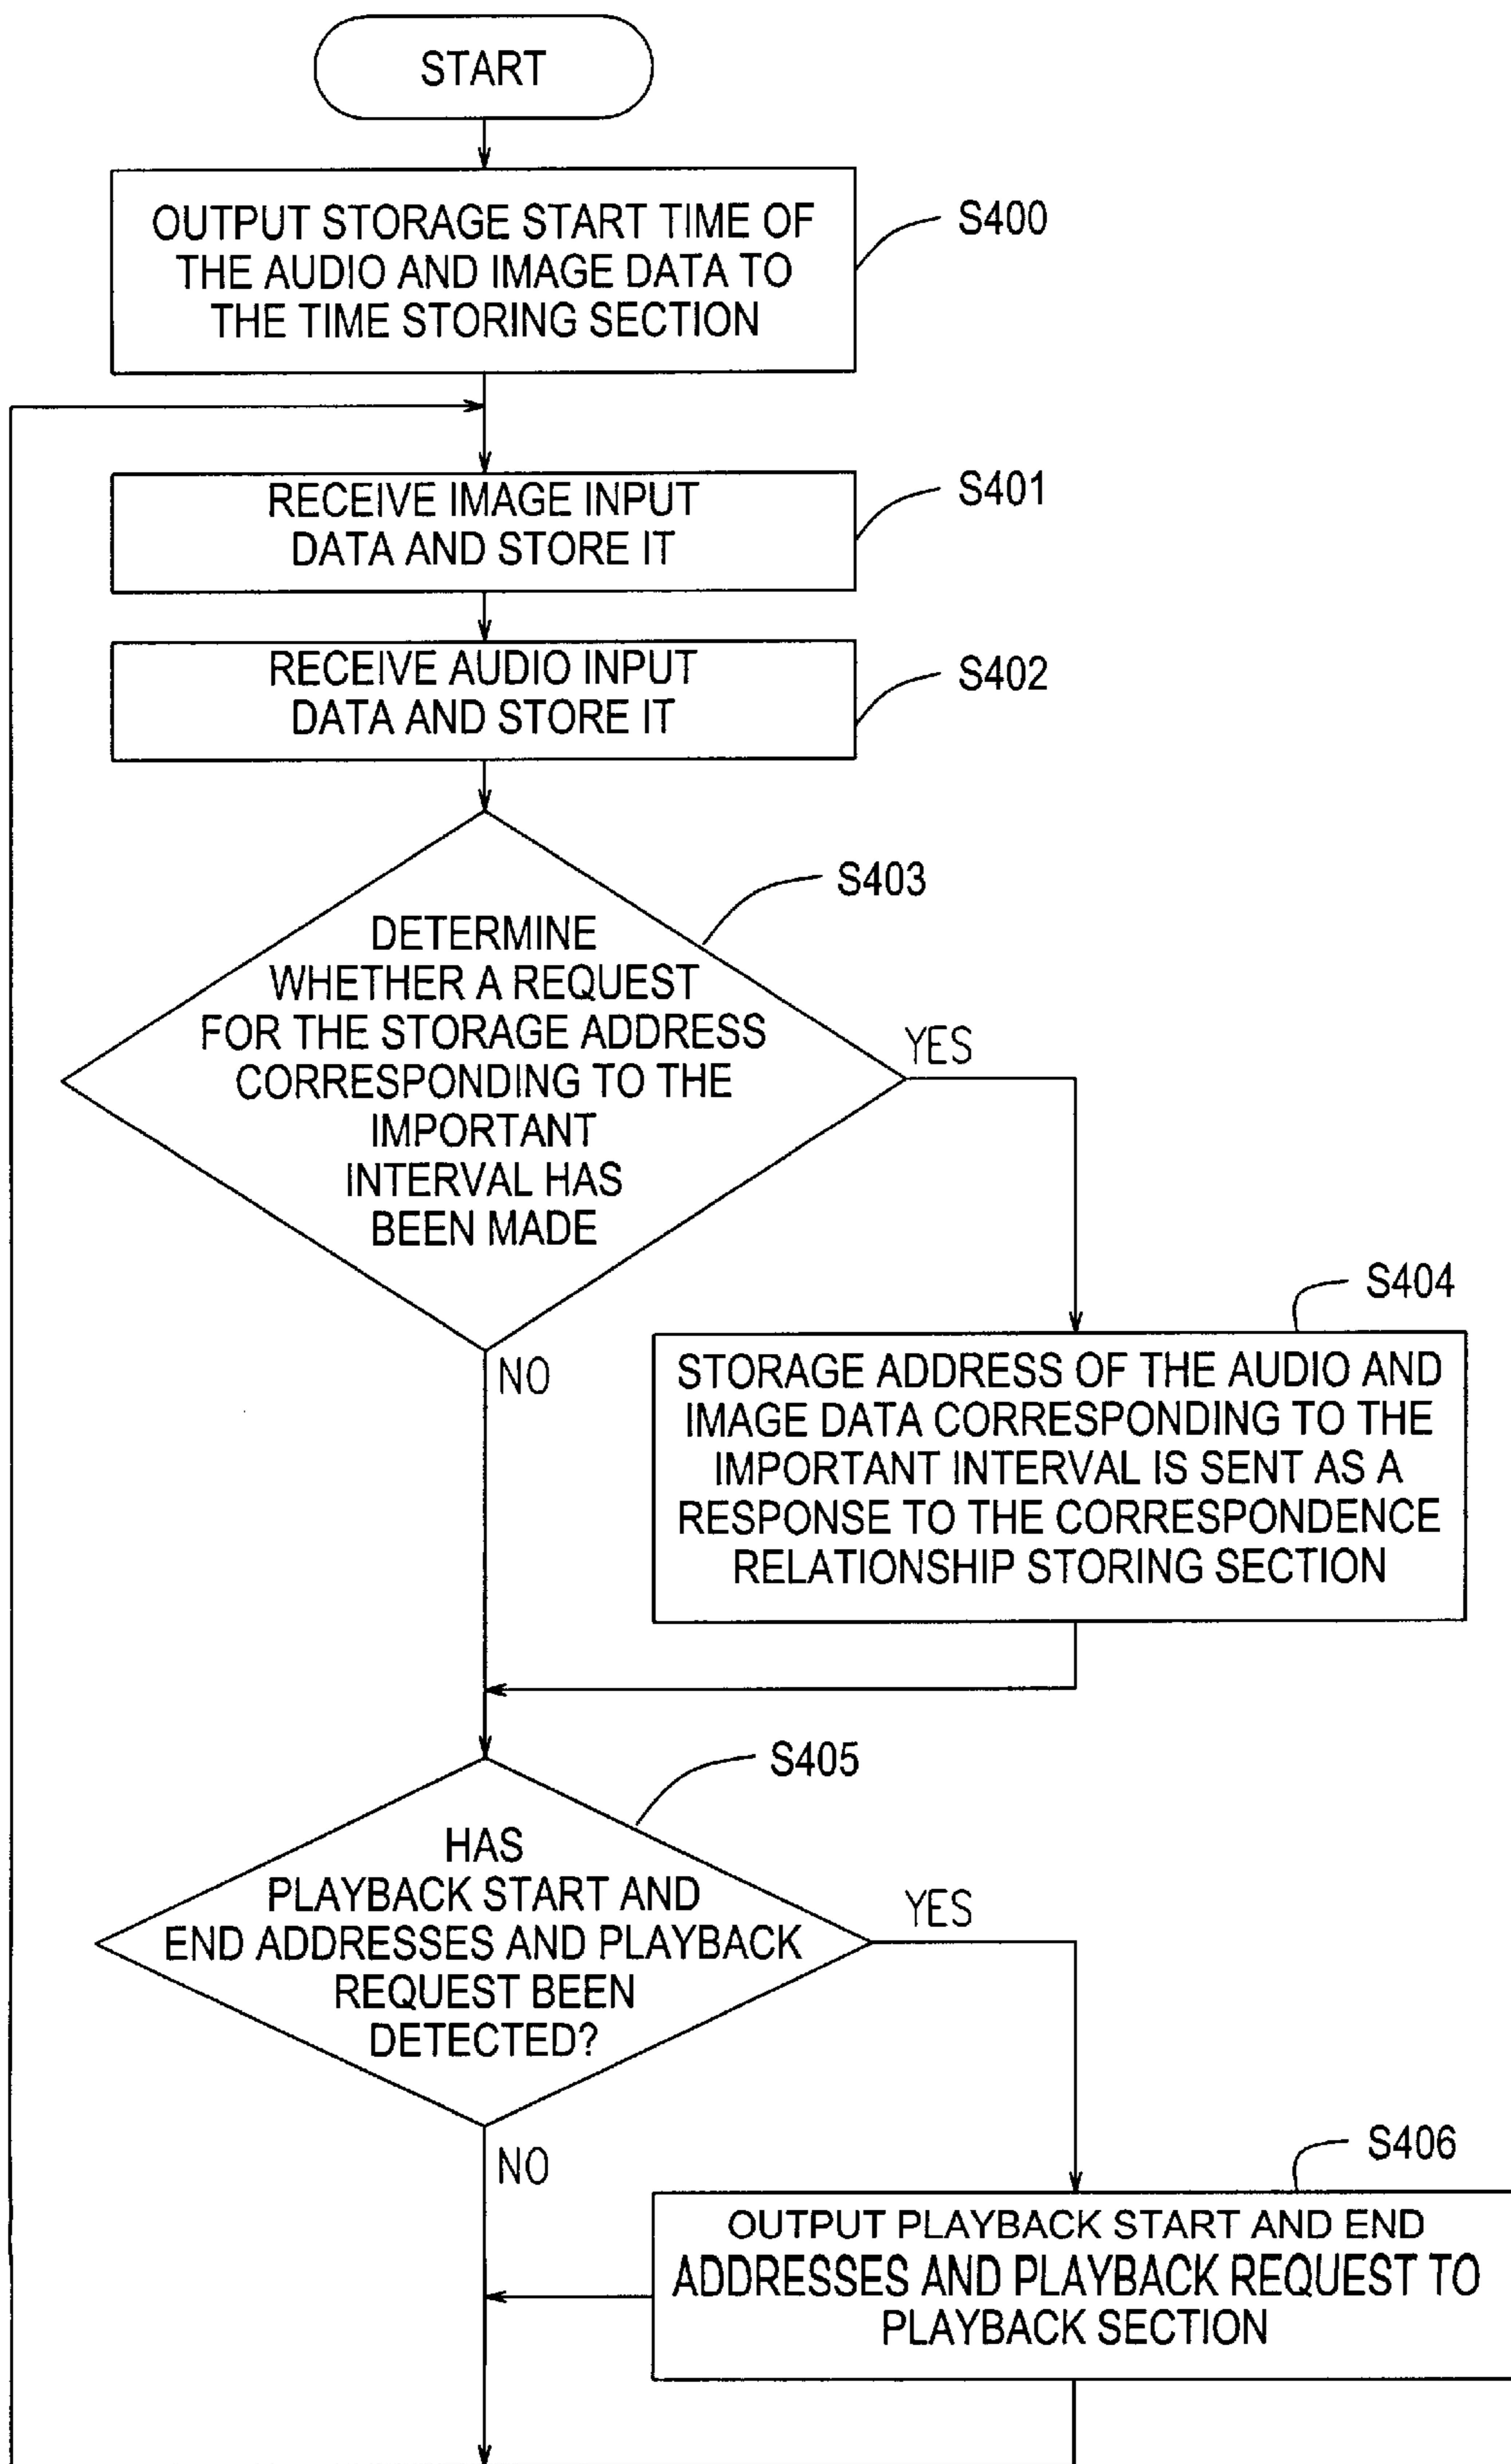 START
OUTPUT STORAGE START TIME OF
THE AUDIO AND IMAGE DATA TO
THE TIME STORING SECTION
S400
RECEIVE IMAGE INPUT
DATA AND STORE IT
S401
RECEIVE AUDIO INPUT
DATA AND STORE IT
S402
S403
DETERMINE
WHETHER A REQUEST
FOR THE STORAGE ADDRESS
CORRESPONDING TO THE
IMPORTANT
INTERVAL HAS
BEEN MADE
YES
NO
S404
STORAGE ADDRESS OF THE AUDIO AND
IMAGE DATA CORRESPONDING TO THE
IMPORTANT INTERVAL IS SENT AS A
RESPONSE TO THE CORRESPONDENCE
RELATIONSHIP STORING SECTION
S405
HAS
PLAYBACK START AND
END ADDRESSES AND PLAYBACK
REQUEST BEEN
DETECTED?
YES
NO
S406
OUTPUT PLAYBACK START AND END
ADDRESSES AND PLAYBACK REQUEST TO
PLAYBACK SECTION